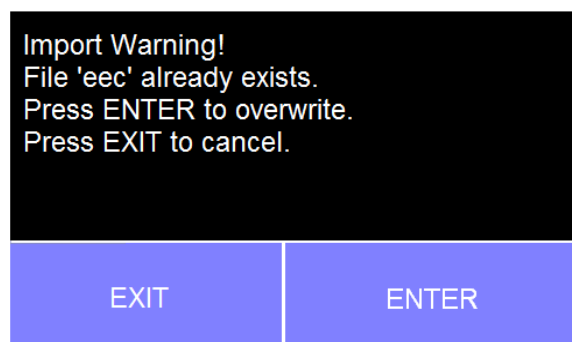 Import Warning!
File 'eec' already exists.
Press ENTER to overwrite.
Press EXIT to cancel.
EXIT
ENTER